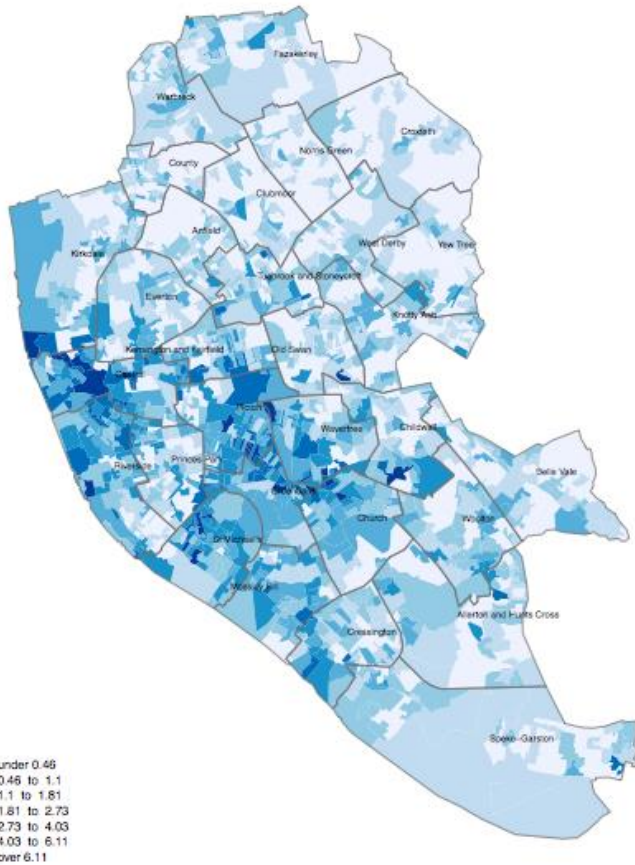 Fazakerley
Warbreck
Croxteth
Norris Green
County
Clubmoor
Anfield
West Derby
Yew Tree
Kirkdale
Tuebrook and Stoneycroft
Everton
Knotty Ash
Kensington and Fairfield
Old Swan
Central
Picton
Wavertree
Childwall
Riverside
Princes Park
Belle Vale
Greenbank
Church
Woolton
St Michael's
Mossley Hill
Allerton and Hunts Cross
Cressington
Speke-Garston
under 0.46
0.46 to 1.1
1.1 to 1.81
1.81 to 2.73
2.73 to 4.03
4.03 to 6.11
over 6.11